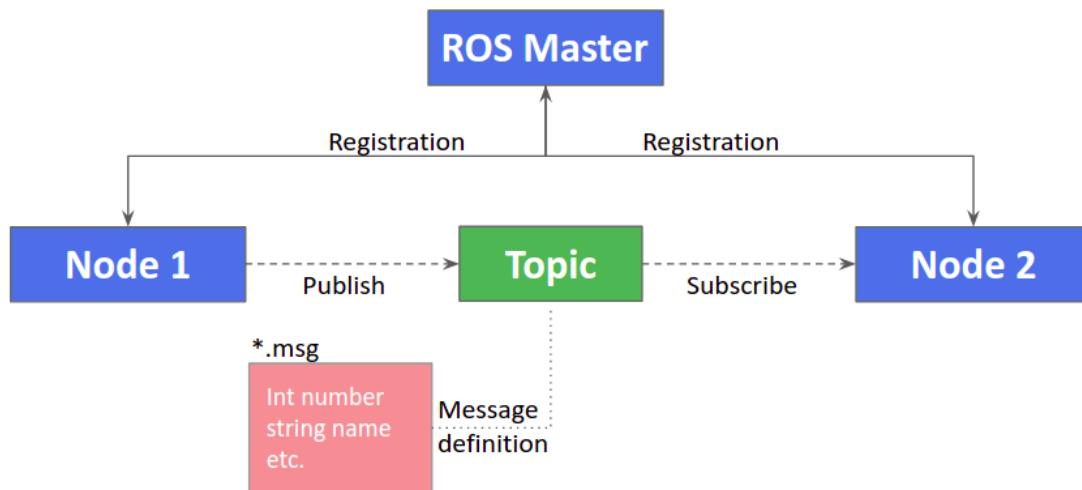 ROS Master
Registration
Registration
Node 1
Topic
Node 2
Publish
Subscribe
*.msg
Int number
string name
etc.
Message
definition